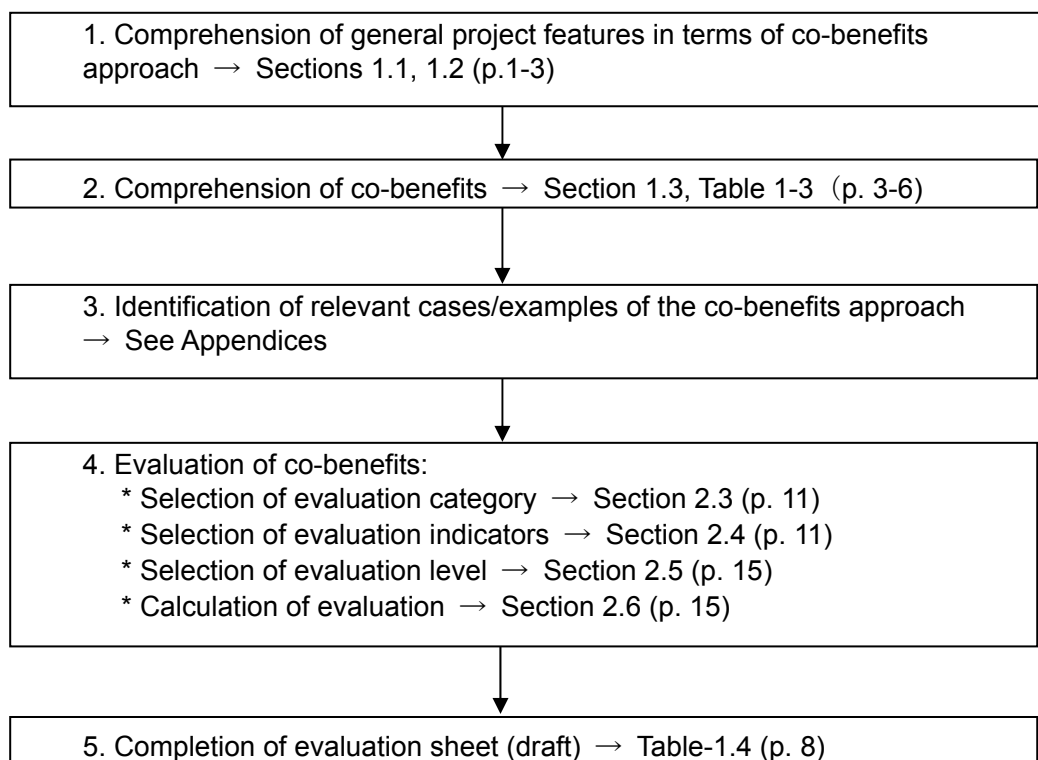 1. Comprehension of general project features in terms of co-benefits
approach → Sections 1.1, 1.2 (p.1-3)
2. Comprehension of co-benefits → Section 1.3, Table 1-3（p. 3-6)
3. Identification of relevant cases/examples of the co-benefits approach
→ See Appendices
4. Evaluation of co-benefits:
* Selection of evaluation category → Section 2.3 (p. 11)
* Selection of evaluation indicators → Section 2.4 (p. 11)
* Selection of evaluation level → Section 2.5 (p. 15)
* Calculation of evaluation → Section 2.6 (p. 15)
5. Completion of evaluation sheet (draft) → Table-1.4 (p. 8)